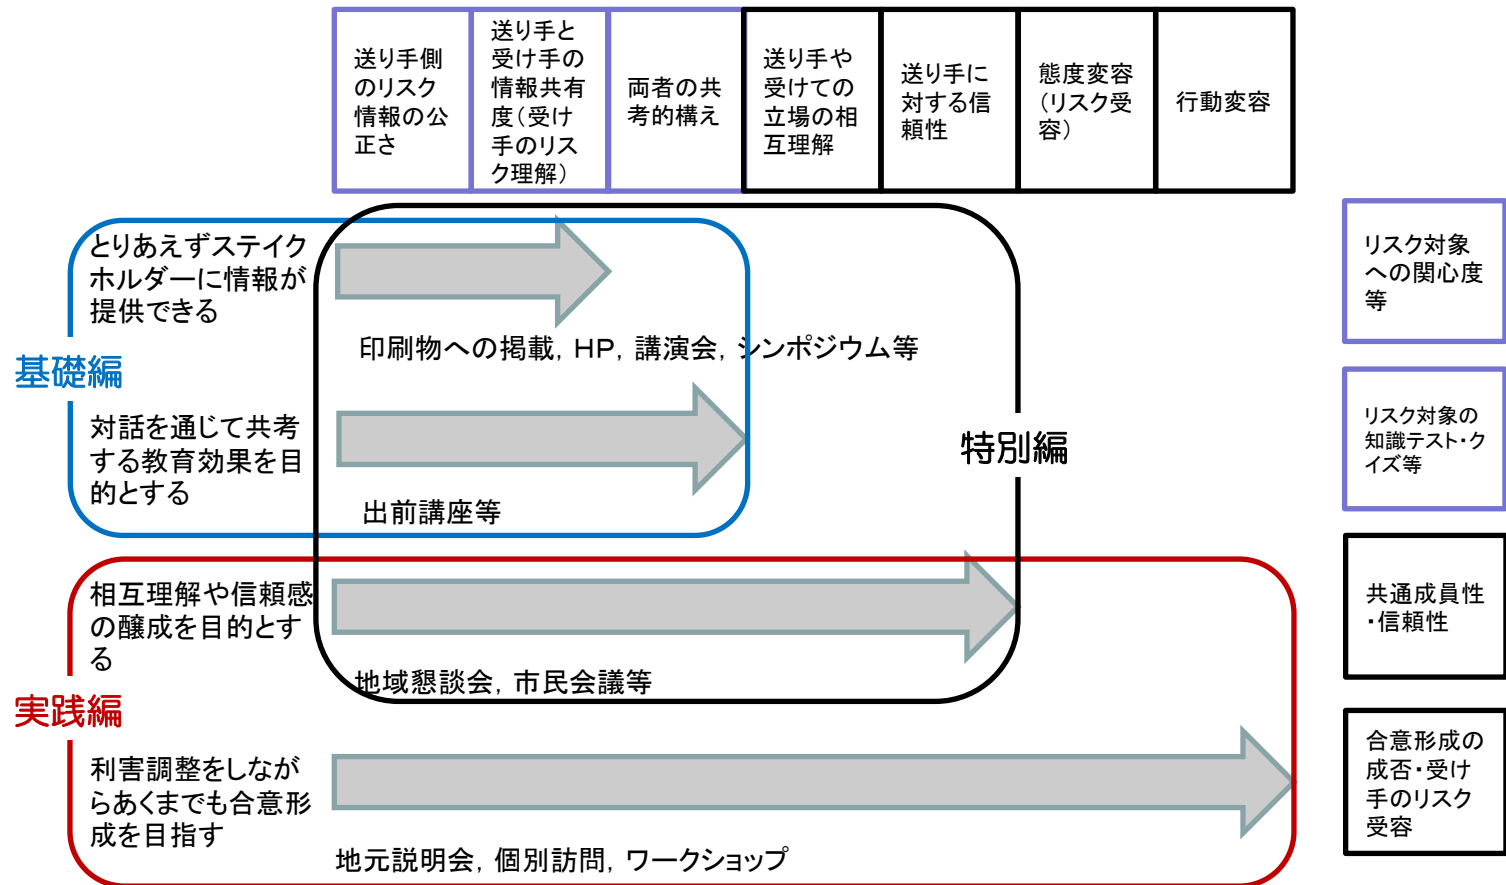 送り手側
のリスク
情報の公
正さ
送り手と
受け手の
情報共有
度(受け
手のリス
ク理解)
両者の共
考的構え
送り手や
受けての
立場の相
互理解
送り手に
対する信
頼性
態度変容
(リスク受
容)
行動変容
とりあえずステイク
ホルダーに情報が
提供できる
印刷物への掲載, HP, 講演会, シンポジウム等
基礎編
対話を通じて共考
する教育効果を目
的とする
出前講座等
特別編
相互理解や信頼感
の醸成を目的とす
る
地域懇談会, 市民会議等
実践編
利害調整をしなが
らあくまでも合意形
成を目指す
地元説明会, 個別訪問, ワークショップ
リスク対象
への関心度
等
リスク対象の
知識テスト・ク
イズ等
共通成員性
・信頼性
合意形成の
成否・受け
手のリスク
受容